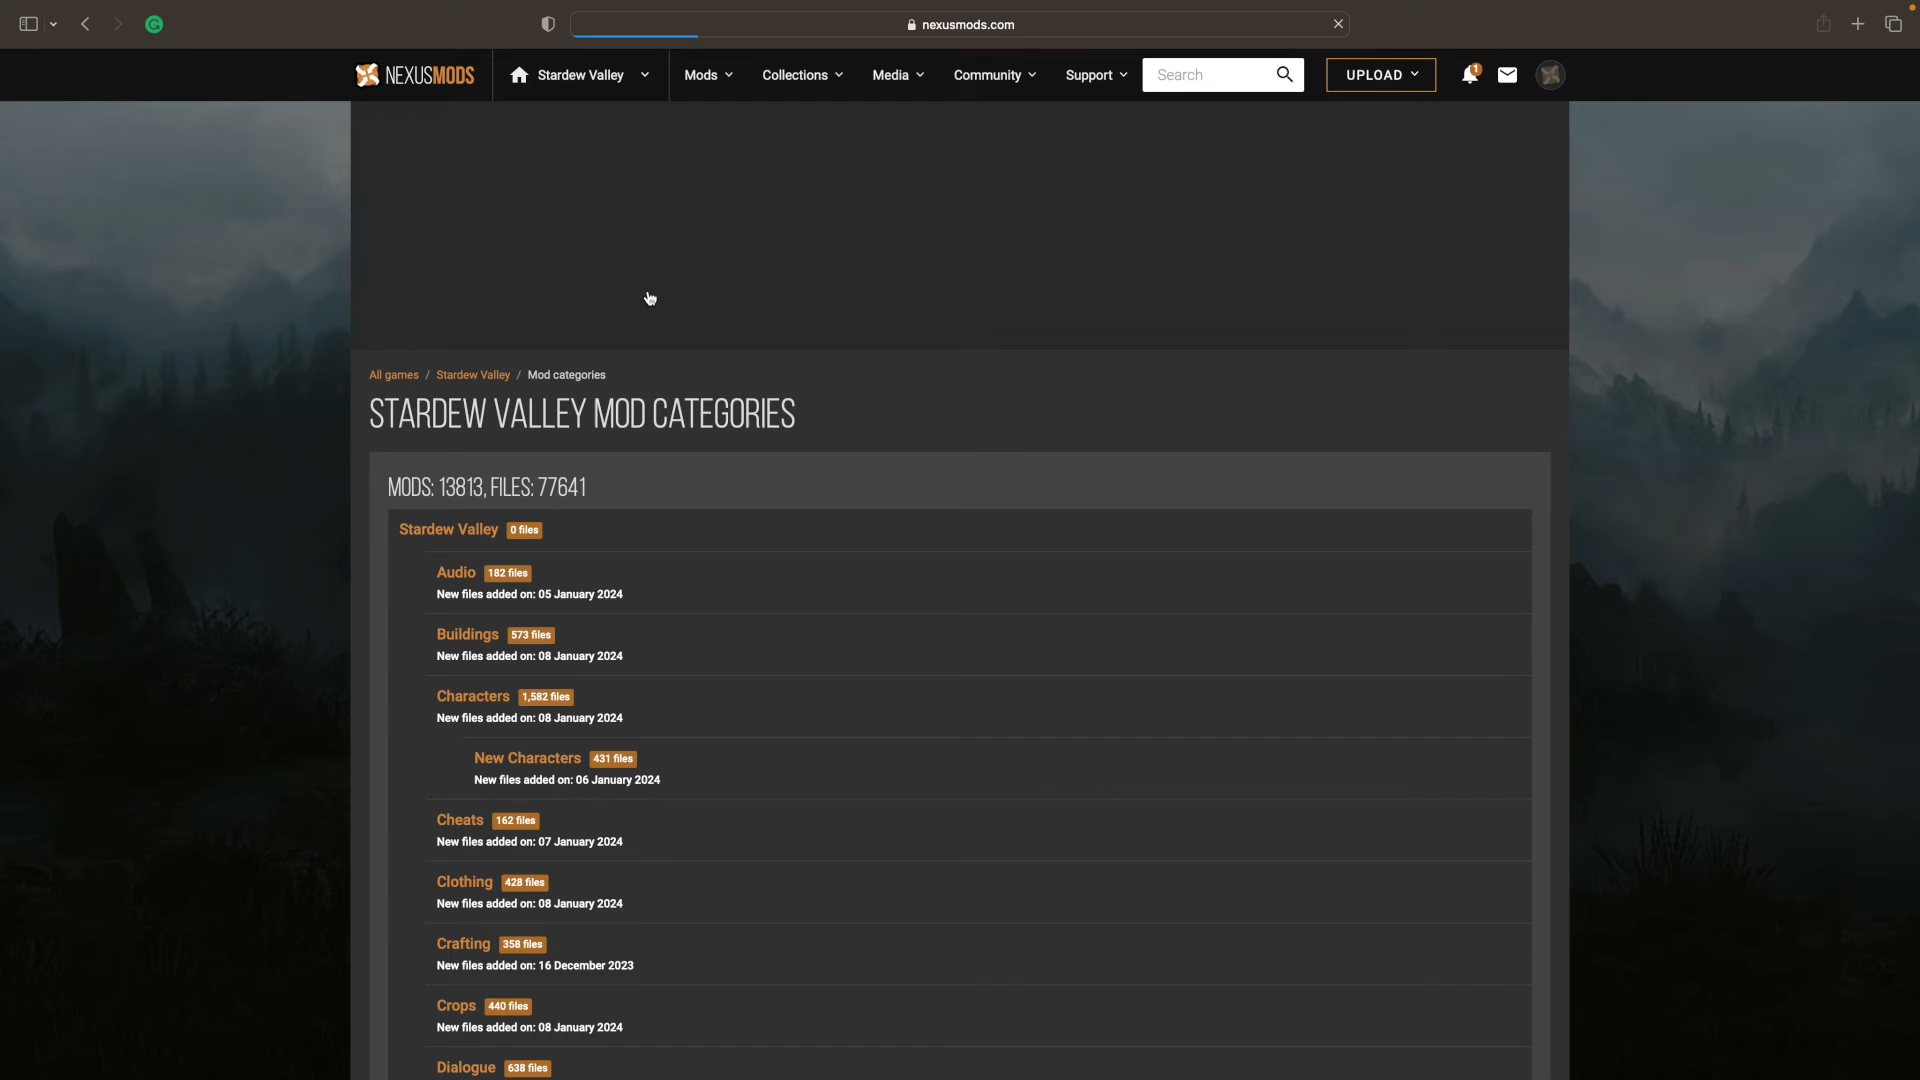 nexusmods.com
NEXUSMODS
Stardew Valley
Mods
Collections
Media
Community
Support
Search
UPLOAD
1
All games / Stardew Valley / Mod categories
STARDEW VALLEY MOD CATEGORIES
MODS: 13813, FILES: 77641
Stardew Valley 0 files
Audio 182 files
New files added on: 05 January 2024
Buildings 573 files
New files added on: 08 January 2024
Characters 1,582 files
New files added on: 08 January 2024
New Characters 431 files
New files added on: 06 January 2024
Cheats 162 files
New files added on: 07 January 2024
Clothing 428 files
New files added on: 08 January 2024
Crafting 358 files
New files added on: 16 December 2023
Crops 440 files
New files added on: 08 January 2024
Dialogue 638 files